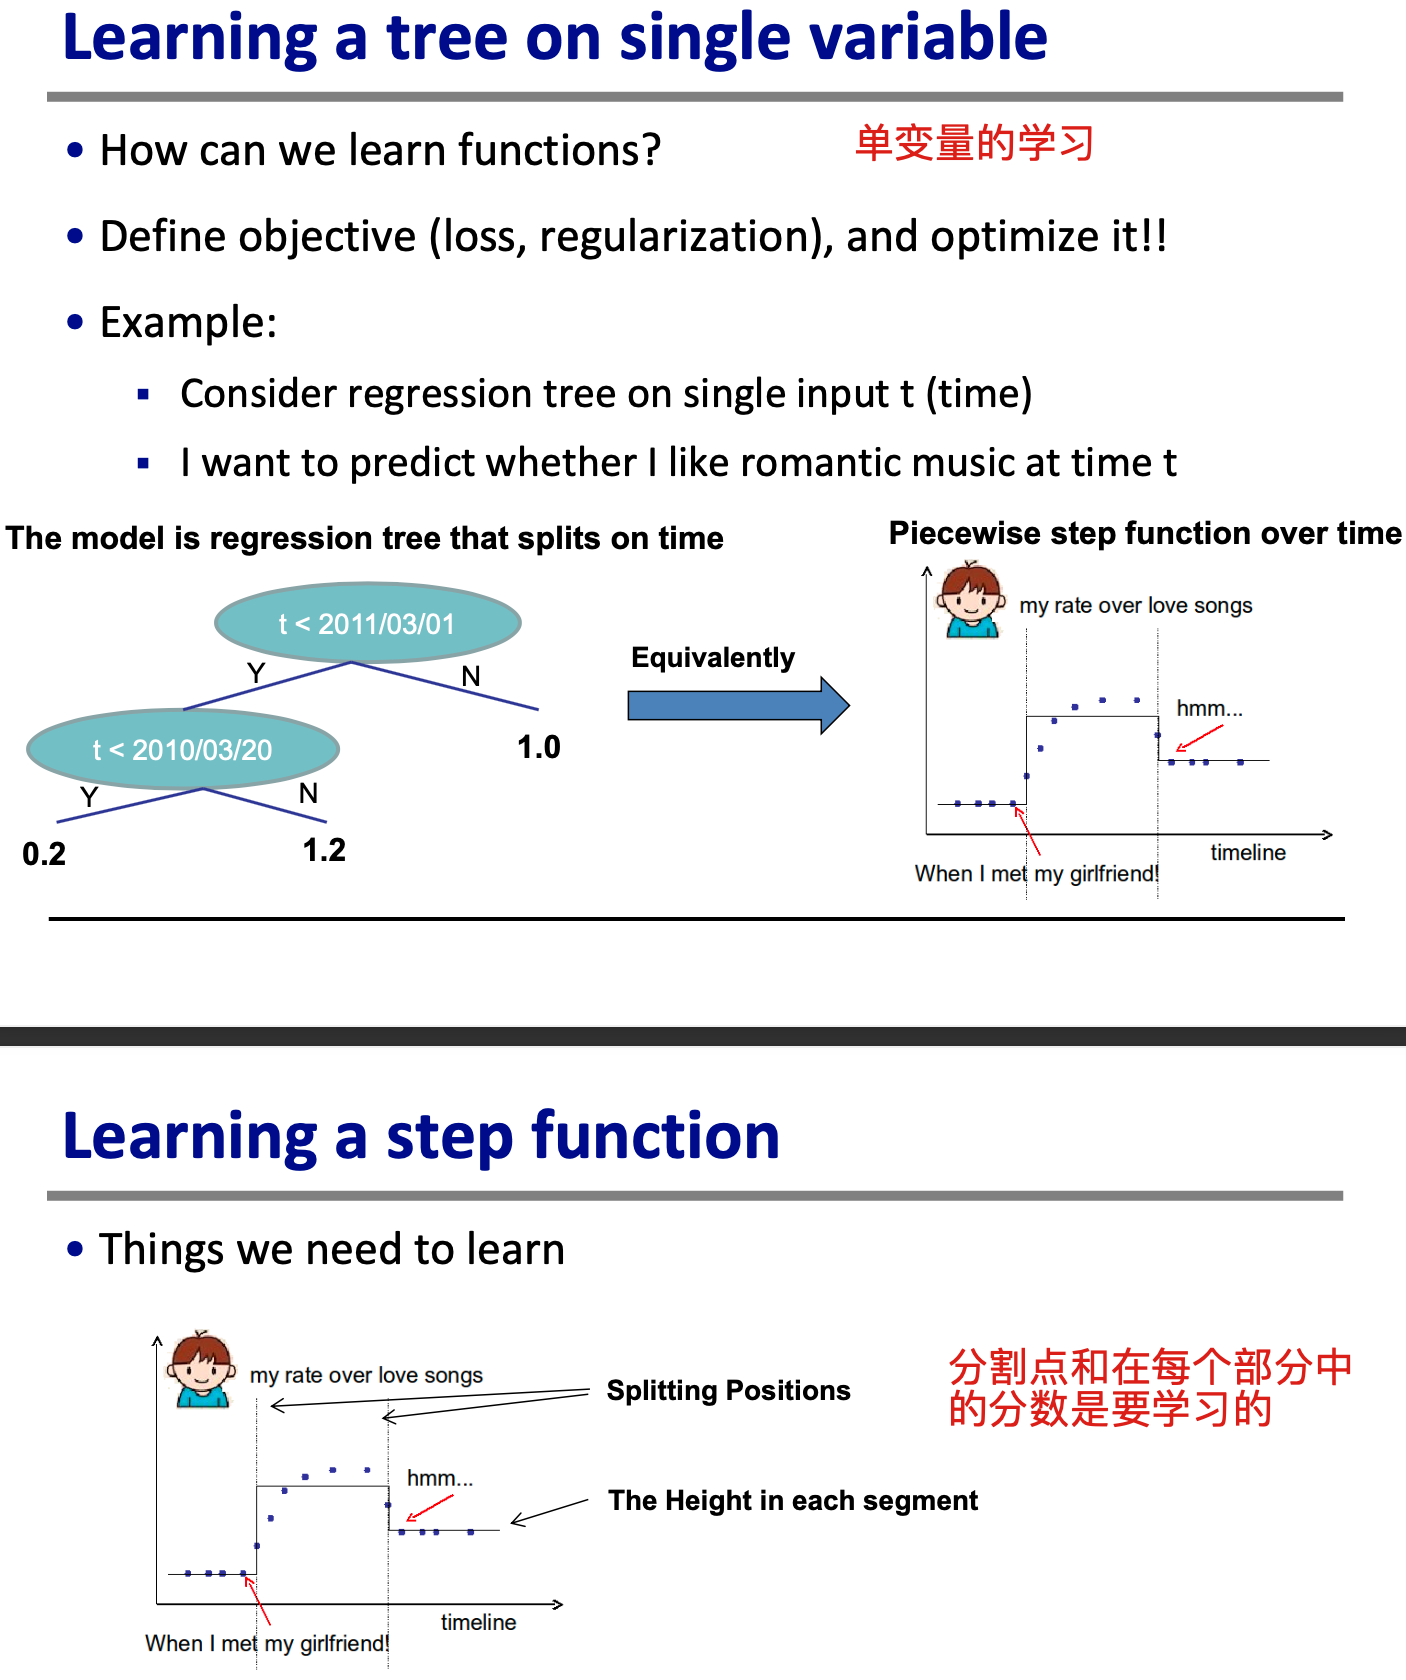 Learning a tree on single variable
• How can we learn functions?
单变量的学习
• Define objective (loss, regularization), and optimize it!!
• Example:
▪ Consider regression tree on single input t (time)
▪ I want to predict whether I like romantic music at time t
The model is regression tree that splits on time
t < 2011/03/01
Y
N
t < 2010/03/20
1.0
Y
N
0.2
1.2
Equivalently
Piecewise step function over time
my rate over love songs
hmm...
timeline
When I met my girlfriend!
Learning a step function
• Things we need to learn
my rate over love songs
Splitting Positions
分割点和在每个部分中
的分数是要学习的
hmm...
The Height in each segment
timeline
When I met my girlfriend!